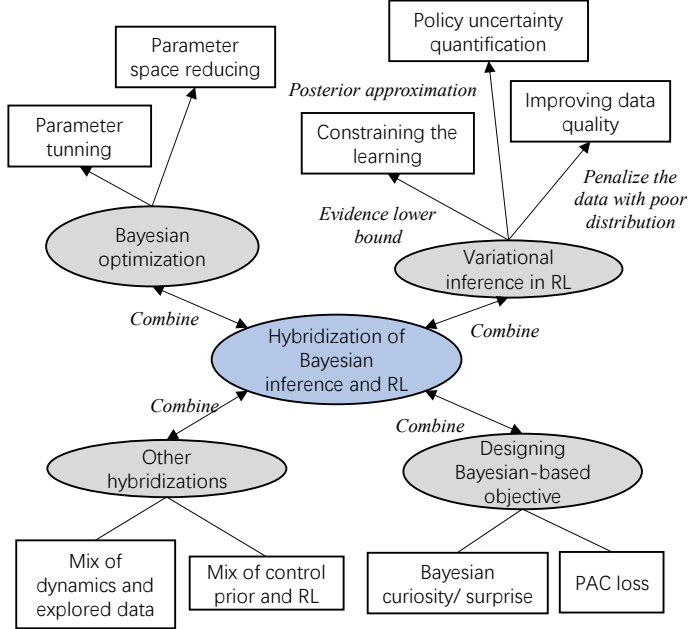 Parameter
space reducing
Policy uncertainty
quantification
Parameter
tunning
Posterior approximation
Constraining the
learning
Improving data
quality
Evidence lower
bound
Penalize the
data with poor
distribution
Bayesian
optimization
Variational
inference in RL
Combine
Combine
Hybridization of
Bayesian
inference and RL
Combine
Combine
Other
hybridizations
Designing
Bayesian-based
objective
Mix of
dynamics and
explored data
Mix of control
prior and RL
Bayesian
curiosity/ surprise
PAC loss